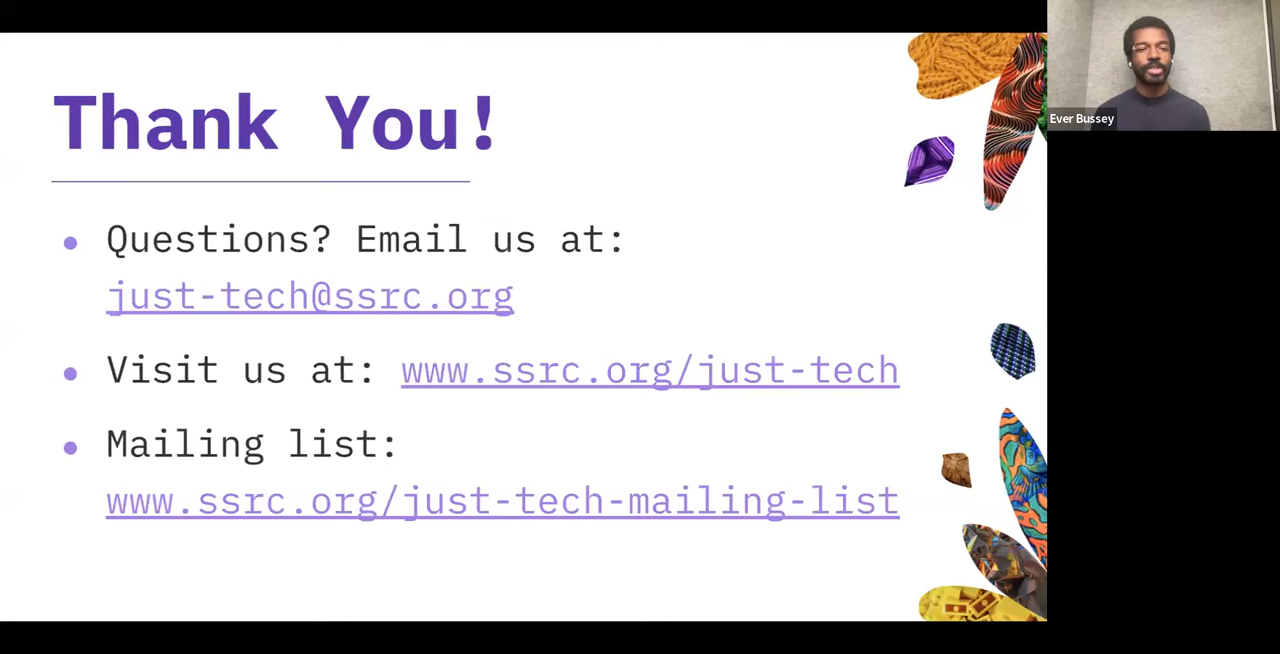 Thank You!
Questions? Email us at:
just-tech@ssrc.org
Visit us at: www.ssrc.org/just-tech
Mailing list:
www.ssrc.org/just-tech-mailing-list
Ever Bussey